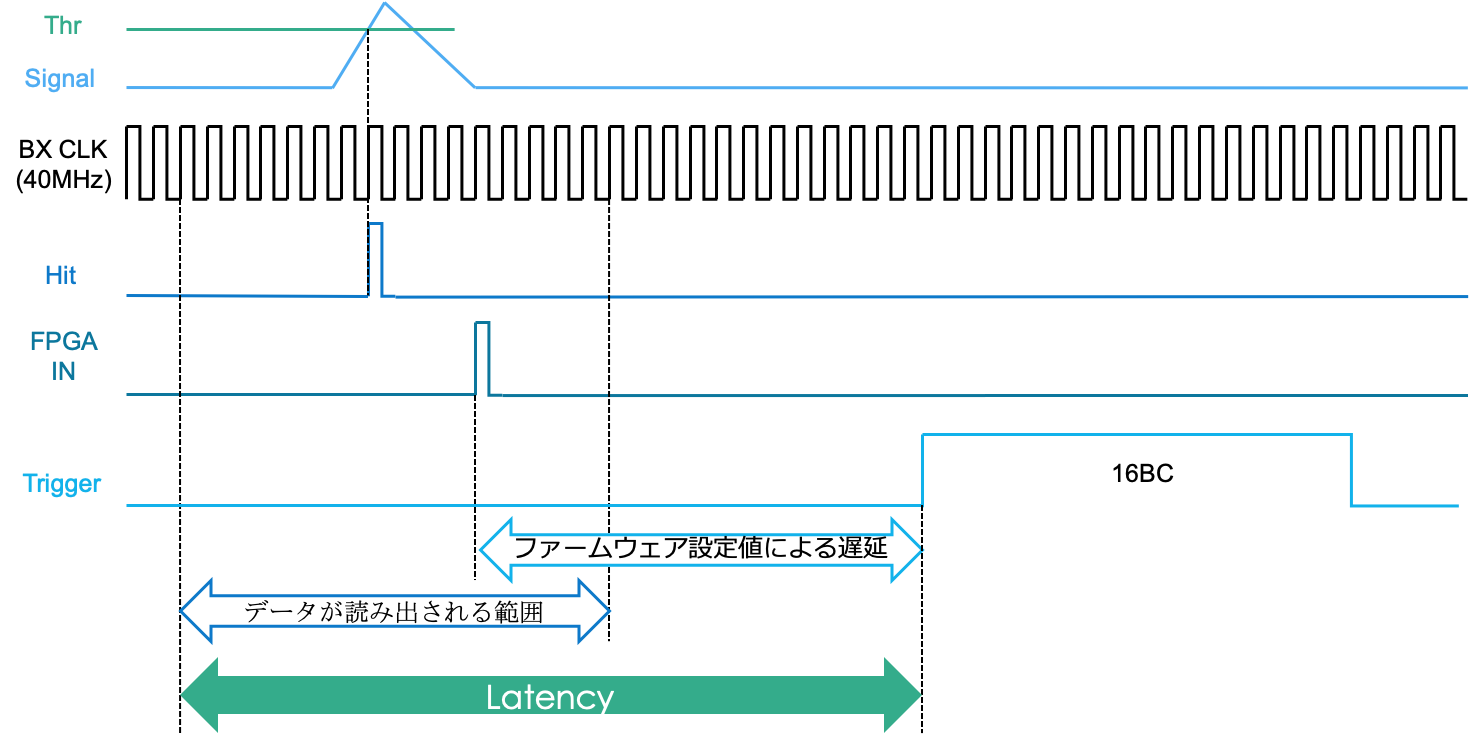 Thr
Signal
BX CLK
(40MHz)
Hit
FPGA
IN
Trigger
16BC
ファームウェア設定値による遅延
データが読み出される範囲
Latency